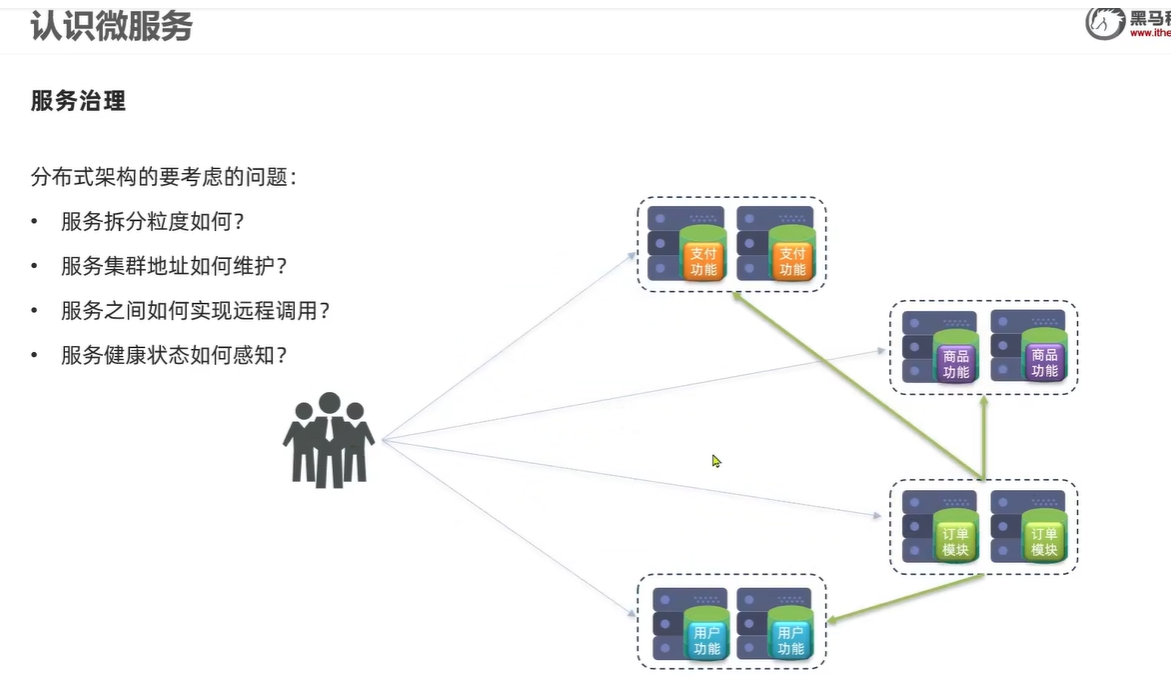 认识微服务
黑马
www.ithe
服务治理
分布式架构的要考虑的问题：
• 服务拆分粒度如何？
• 服务集群地址如何维护？
• 服务之间如何实现远程调用？
• 服务健康状态如何感知？
支付
功能
支付
功能
商品
功能
商品
功能
订单
模块
订单
模块
用户
功能
用户
功能